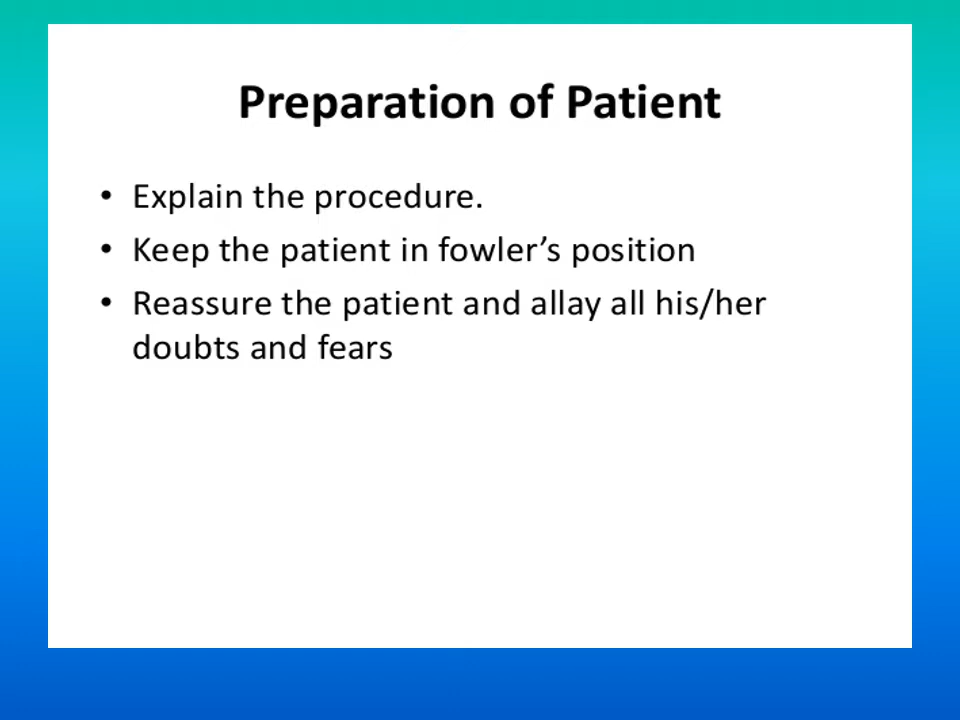 Preparation of Patient
• Explain the procedure.
• Keep the patient in fowler’s position
• Reassure the patient and allay all his/her
doubts and fears